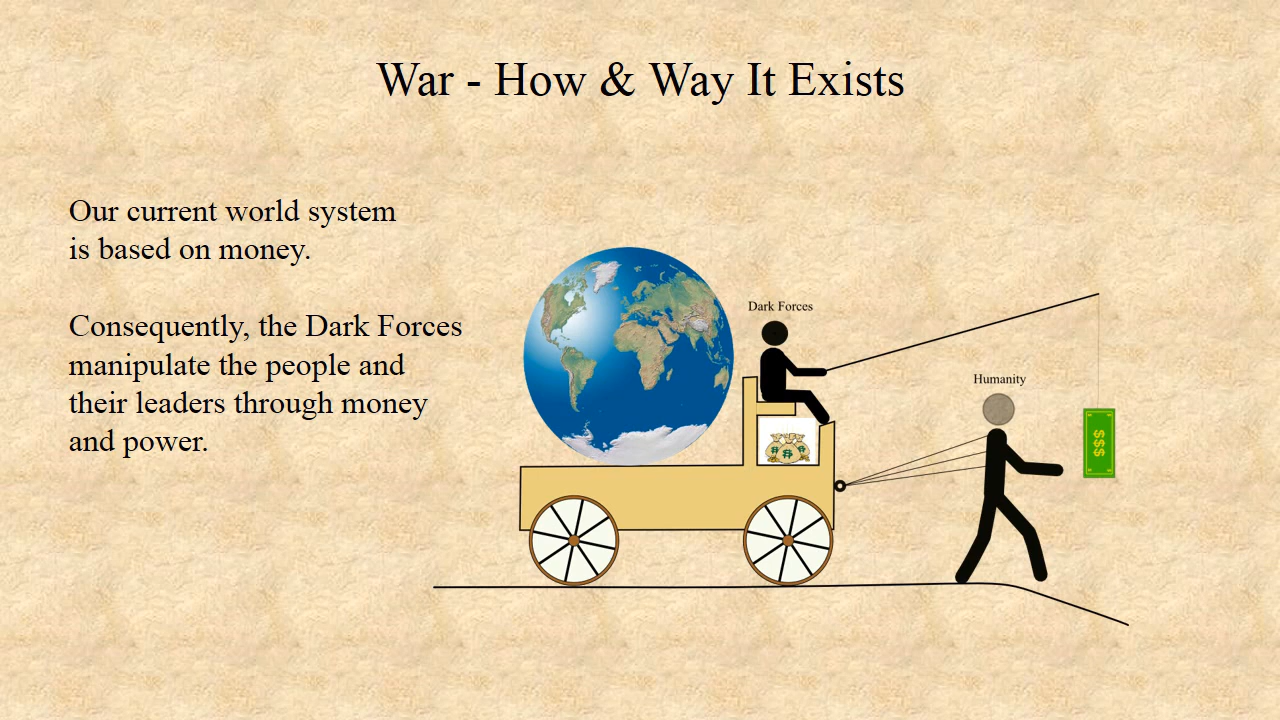 War - How & Way It Exists
Our current world system
is based on money.
Consequently, the Dark Forces
manipulate the people and
their leaders through money
and power.
Dark Forces
Humanity
$$$